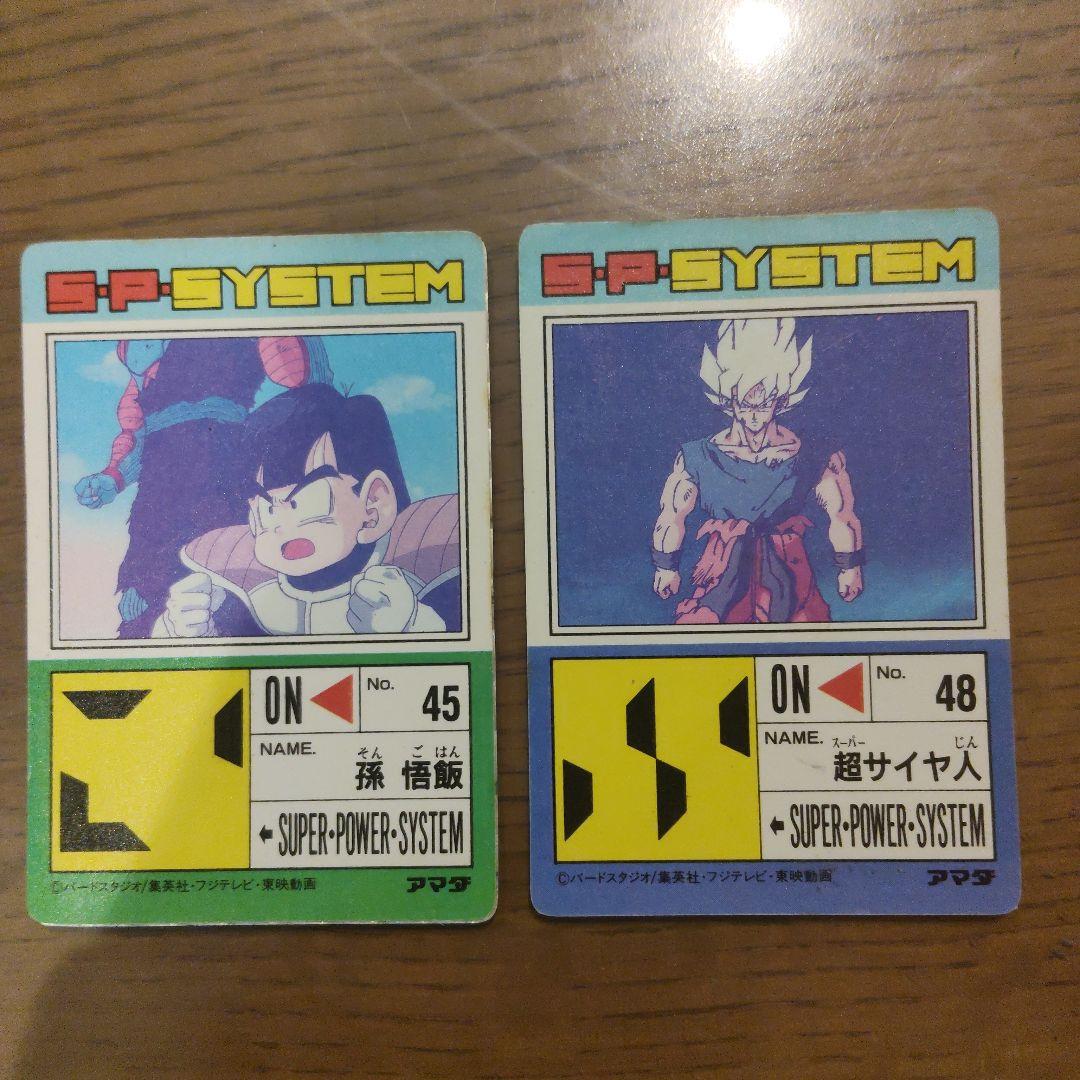 S・P・SYSTEM
ON
No.
45
NAME.
そん ご はん
孫 悟飯
SUPER・POWER・SYSTEM
©バードスタジオ/集英社・フジテレビ・東映動画
アマダ
S・P・SYSTEM
ON
No.
48
NAME.
スーパー じん
超サイヤ人
SUPER・POWER・SYSTEM
©バードスタジオ/集英社・フジテレビ・東映動画
アマダ